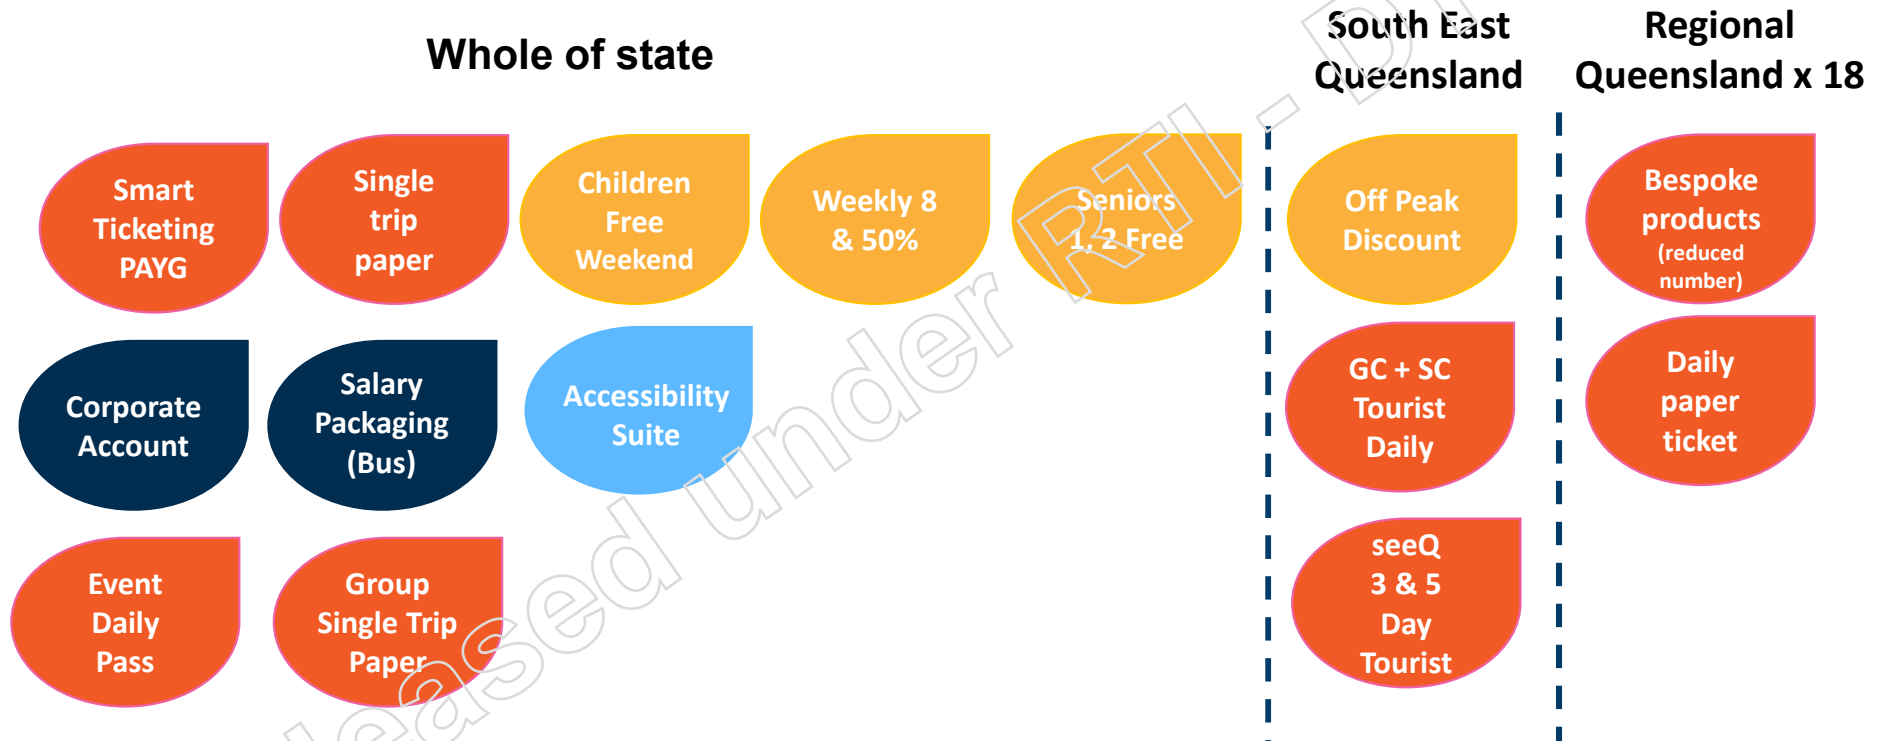 Whole of state
South East
Queensland
Regional
Queensland x 18
Smart
Ticketing
PAYG
Single
trip
paper
Children
Free
Weekend
Weekly 8
& 50%
Seniors
1, 2 Free
Off Peak
Discount
Bespoke
products
(reduced
number)
Corporate
Account
Salary
Packaging
(Bus)
Accessibility
Suite
GC + SC
Tourist
Daily
Daily
paper
ticket
Event
Daily
Pass
Group
Single Trip
Paper
seeQ
3 & 5
Day
Tourist
leased under RTI - D